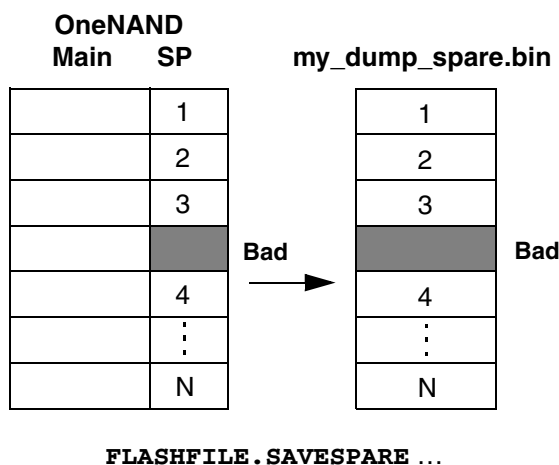 OneNAND
Main SP my_dump_spare.bin
1 1
2 2
3 3
Bad Bad
4 4
N N
FLASHFILE.SAVESPARE ...